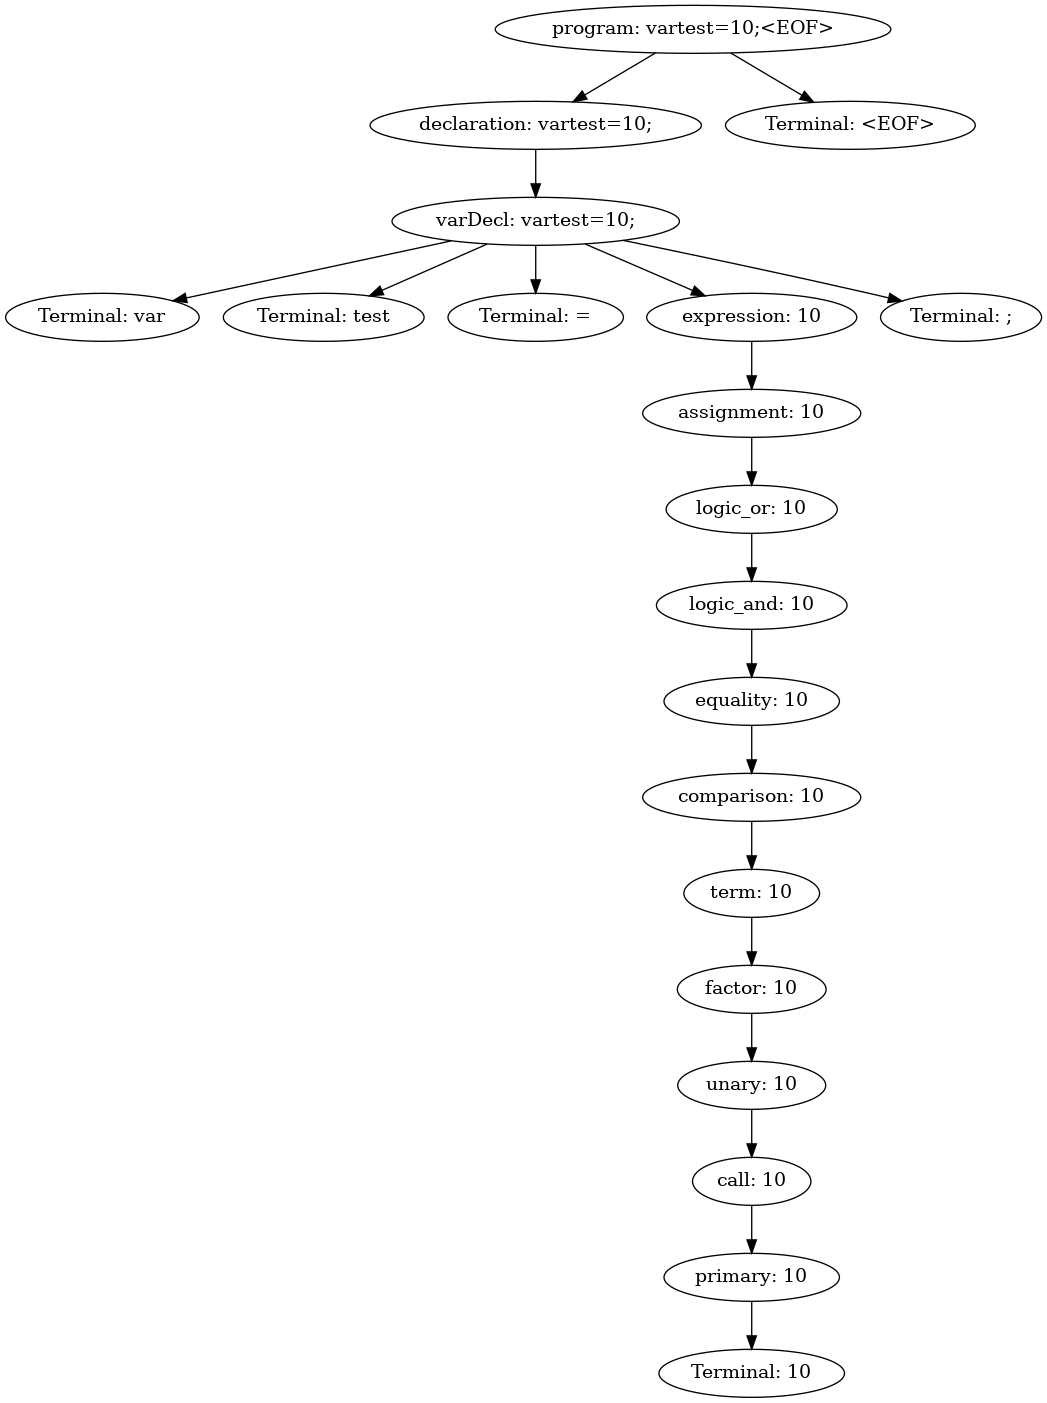 program: vartest=10;<EOF>
declaration: vartest=10;
Terminal: <EOF>
varDecl: vartest=10;
Terminal: var
Terminal: test
Terminal: =
expression: 10
Terminal: ;
assignment: 10
logic_or: 10
logic_and: 10
equality: 10
comparison: 10
term: 10
factor: 10
unary: 10
call: 10
primary: 10
Terminal: 10